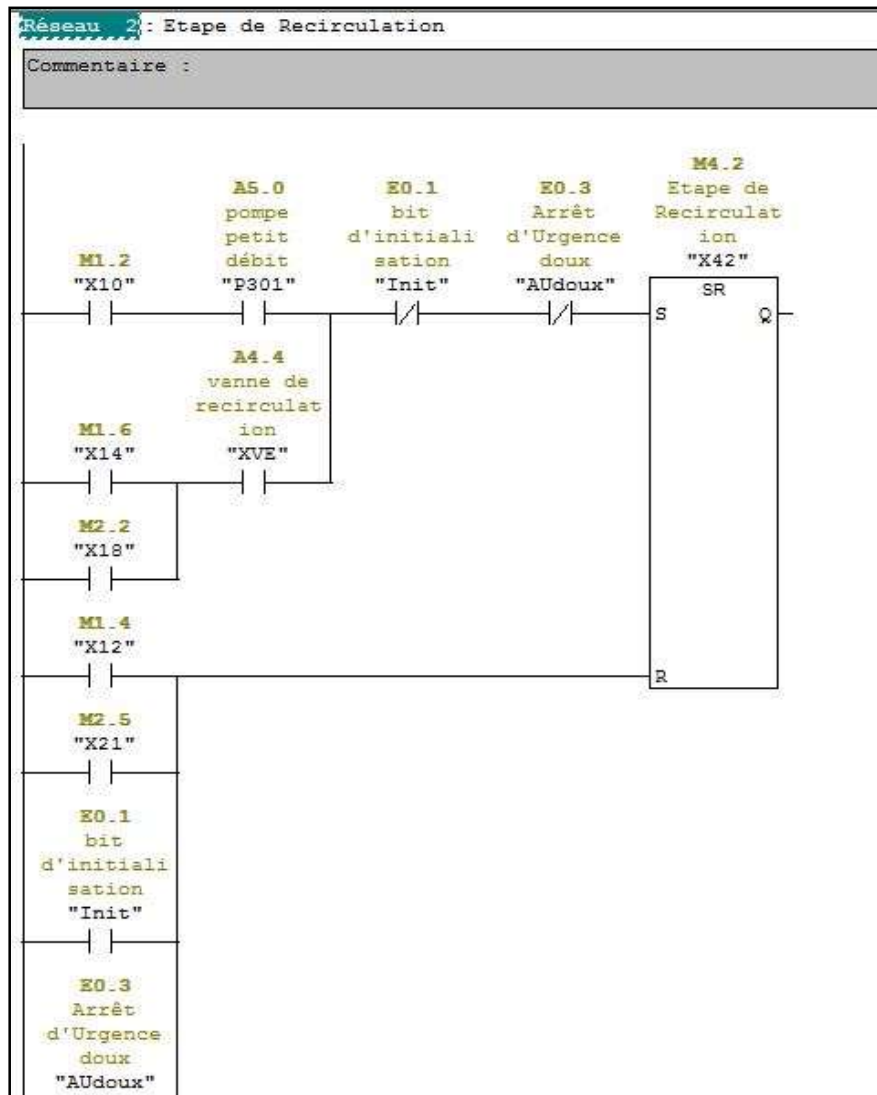 Réseau 2 : Etape de Recirculation
Commentaire :
M4.2
A5.0 E0.1 E0.3 Etape de
pompe bit Arrêt Recirculat
petit d'initiali d'Urgence ion
M1.2 débit sation doux "X42"
"X10" "P301" "Init" "AUdoux" SR
S Q
A4.4
vanne de
recirculat
M1.6 ion
"X14" "XVE"
M2.2
"X18"
M1.4
"X12"
R
M2.5
"X21"
E0.1
bit
d'initiali
sation
"Init"
E0.3
Arrêt
d'Urgence
doux
"AUdoux"